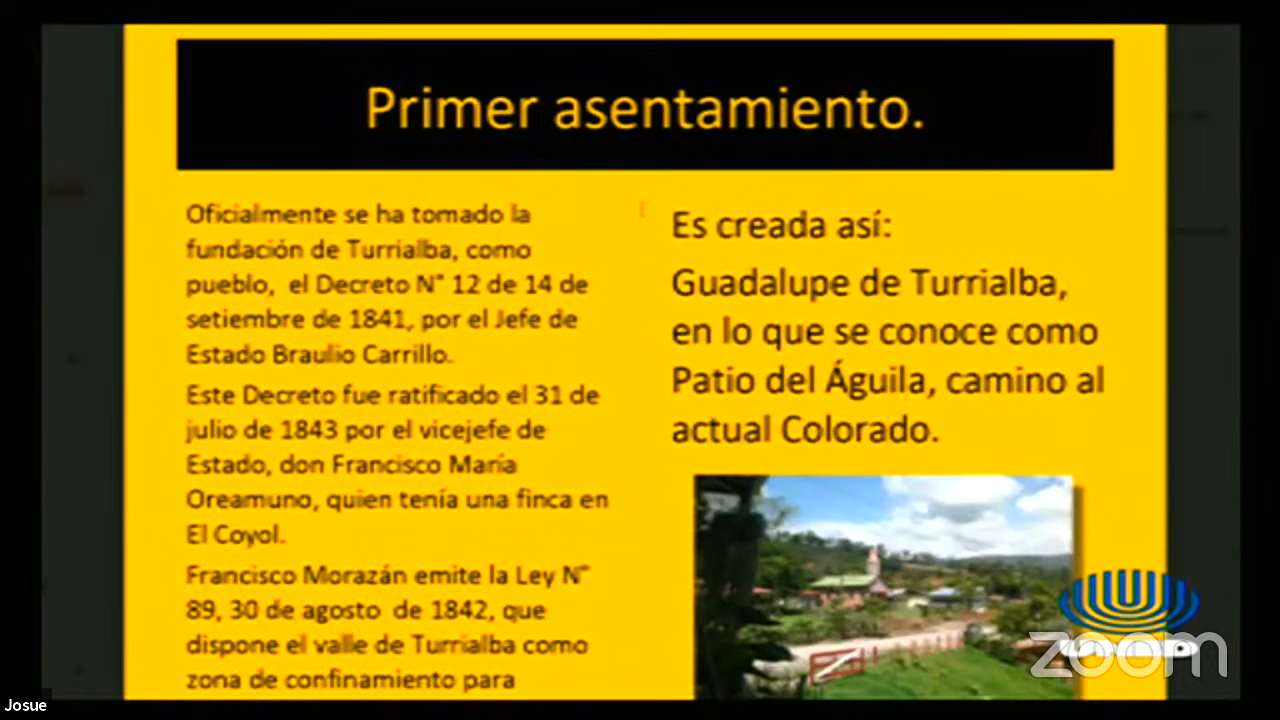 Primer asentamiento.
Oficialmente se ha tomado la
fundación de Turrialba, como
pueblo, el Decreto N° 12 de 14 de
setiembre de 1841, por el Jefe de
Estado Braulio Carrillo.
Este Decreto fue ratificado el 31 de
julio de 1843 por el vicejefe de
Estado, don Francisco María
Oreamuno, quien tenía una finca en
El Coyol.
Francisco Morazán emite la Ley N°
89, 30 de agosto de 1842, que
dispone el valle de Turrialba como
zona de confinamiento para
Es creada así:
Guadalupe de Turrialba,
en lo que se conoce como
Patio del Águila, camino al
actual Colorado.
zoom
Josue